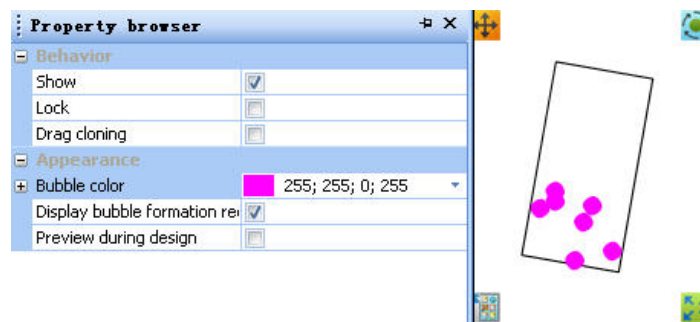 Property browser
Behavior
Show
Lock
Drag cloning
Appearance
Bubble color 255; 255; 0; 255
Display bubble formation re
Preview during design